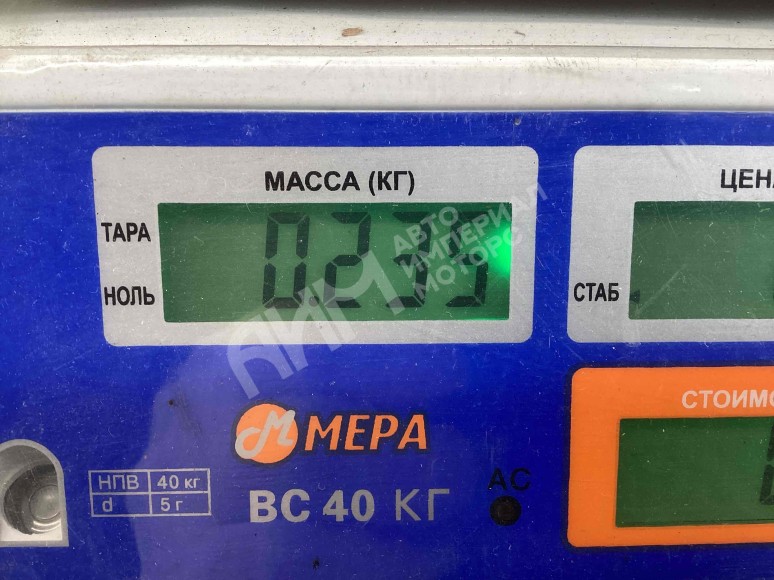 МАССА (КГ)
ТАРА
НОЛЬ
0.235
АВТО
ИМПЕРИАЛ
МОТОРС
АИМ
ЦЕНА
СТАБ
СТОИМО
МЕРА
НПВ 40 кг
d 5 г
ВС 40 КГ
АС